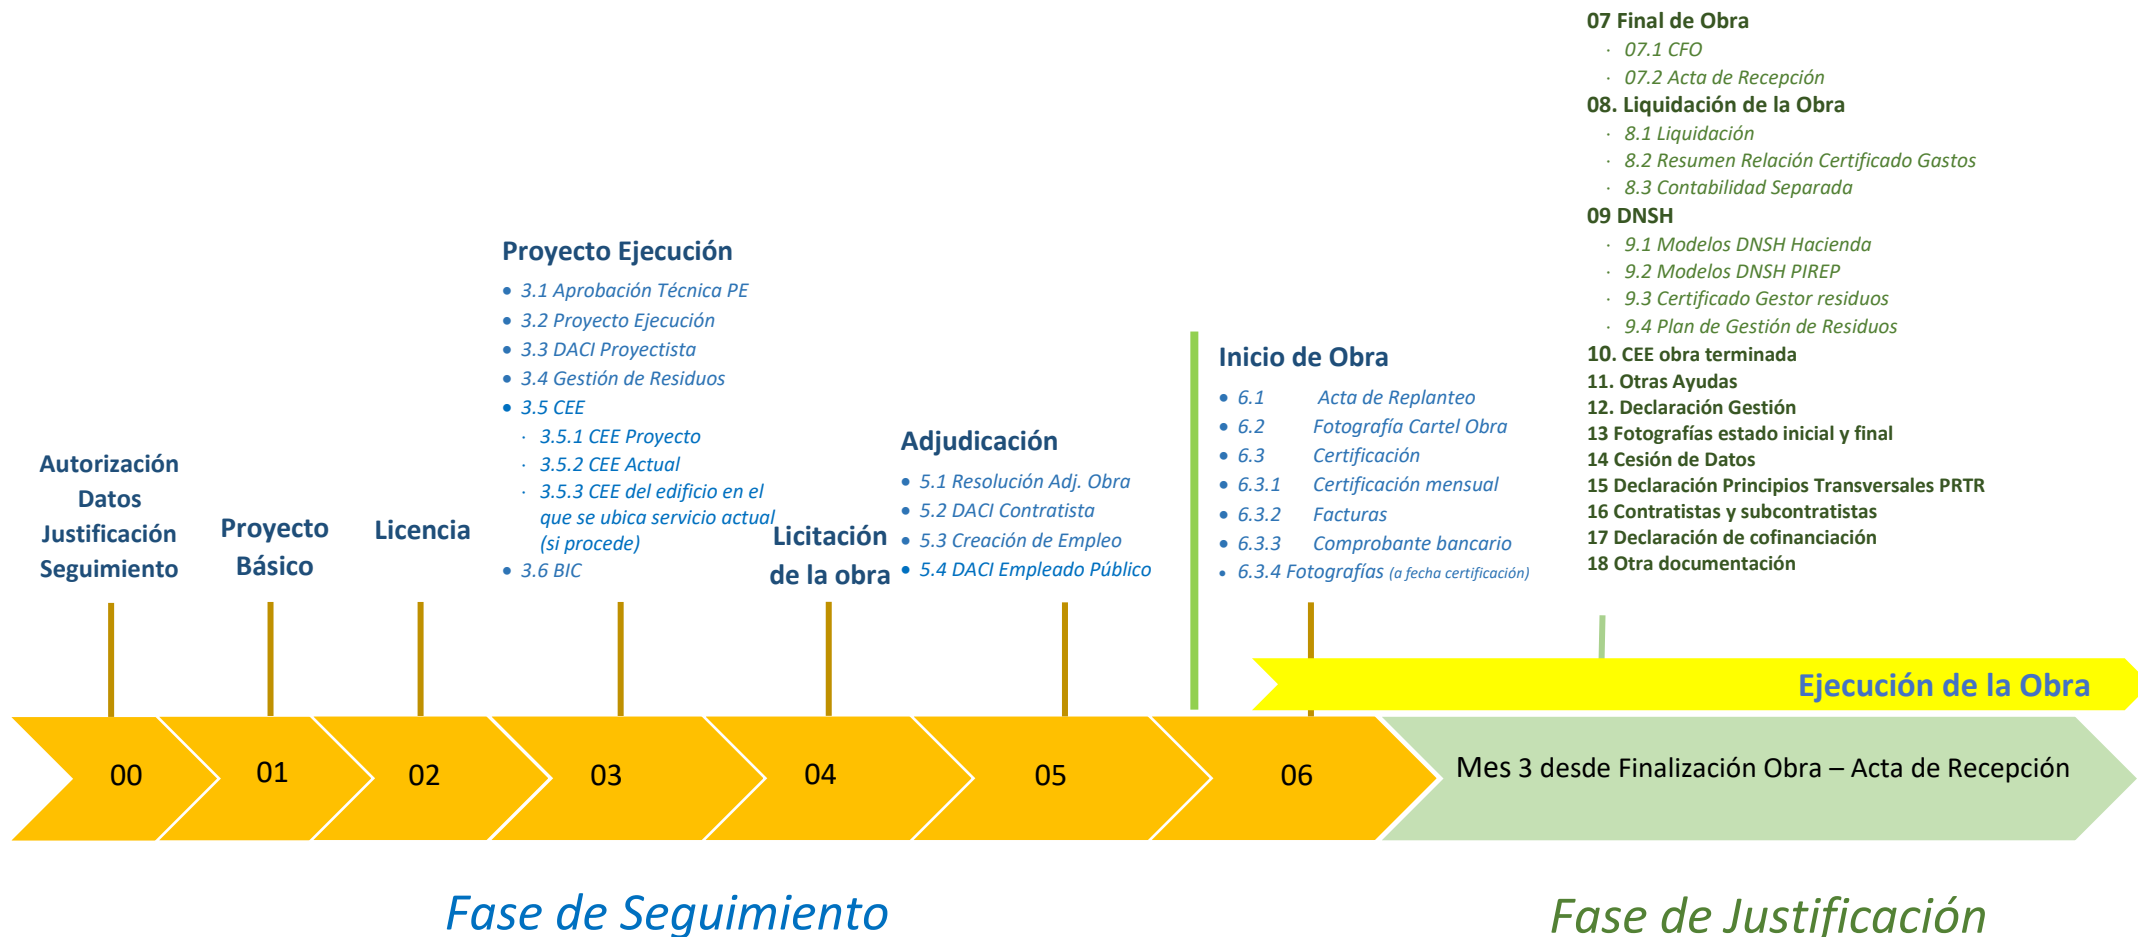 Autorización
Datos
Justificación
Seguimiento
Proyecto
Básico
Licencia
Proyecto Ejecución
• 3.1 Aprobación Técnica PE
• 3.2 Proyecto Ejecución
• 3.3 DACI Proyectista
• 3.4 Gestión de Residuos
• 3.5 CEE
· 3.5.1 CEE Proyecto
· 3.5.2 CEE Actual
· 3.5.3 CEE del edificio en el
que se ubica servicio actual
(si procede)
• 3.6 BIC
Licitación
de la obra
Adjudicación
• 5.1 Resolución Adj. Obra
• 5.2 DACI Contratista
• 5.3 Creación de Empleo
• 5.4 DACI Empleado Público
Inicio de Obra
• 6.1 Acta de Replanteo
• 6.2 Fotografía Cartel Obra
• 6.3 Certificación
• 6.3.1 Certificación mensual
• 6.3.2 Facturas
• 6.3.3 Comprobante bancario
• 6.3.4 Fotografías (a fecha certificación)
07 Final de Obra
· 07.1 CFO
· 07.2 Acta de Recepción
08. Liquidación de la Obra
· 8.1 Liquidación
· 8.2 Resumen Relación Certificado Gastos
· 8.3 Contabilidad Separada
09 DNSH
· 9.1 Modelos DNSH Hacienda
· 9.2 Modelos DNSH PIREP
· 9.3 Certificado Gestor residuos
· 9.4 Plan de Gestión de Residuos
10. CEE obra terminada
11. Otras Ayudas
12. Declaración Gestión
13 Fotografías estado inicial y final
14 Cesión de Datos
15 Declaración Principios Transversales PRTR
16 Contratistas y subcontratistas
17 Declaración de cofinanciación
18 Otra documentación
Ejecución de la Obra
00
01
02
03
04
05
06
Mes 3 desde Finalización Obra – Acta de Recepción
Fase de Seguimiento
Fase de Justificación